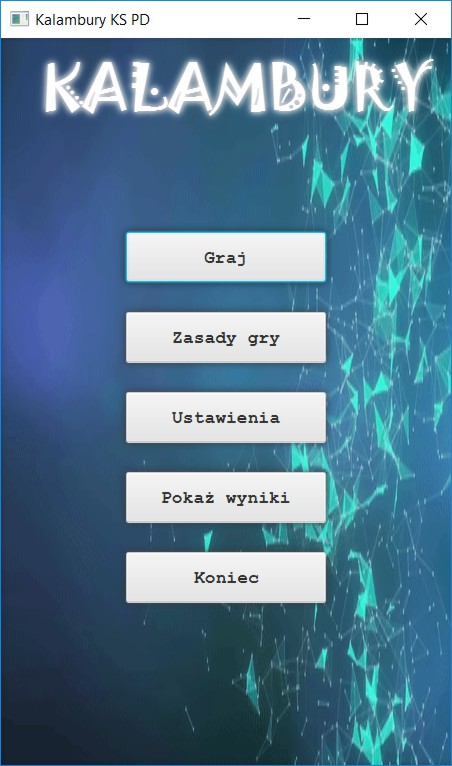 Kalambury KS PD
KALAMBURY
Graj
Zasady gry
Ustawienia
Pokaż wyniki
Koniec